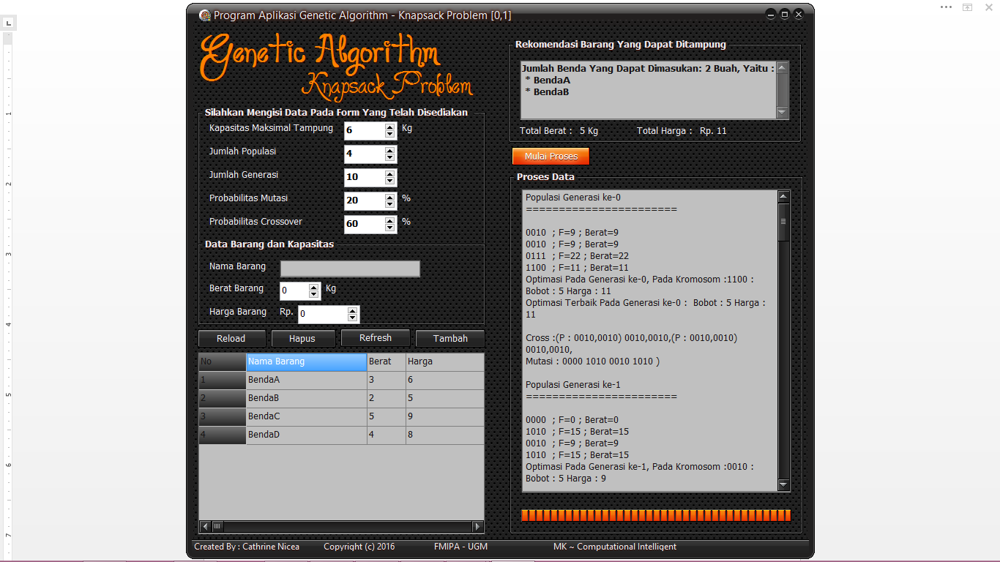 Program Aplikasi Genetic Algorithm - Knapsack Problem [0,1]
Genetic Algorithm
Knapsack Problem
Silahkan Mengisi Data Pada Form Yang Telah Disediakan
Kapasitas Maksimal Tampung 6 Kg
Jumlah Populasi 4
Jumlah Generasi 10
Probabilitas Mutasi 20 %
Probabilitas Crossover 60 %
Data Barang dan Kapasitas
Nama Barang
Berat Barang 0 Kg
Harga Barang Rp. 0
Reload Hapus Refresh Tambah
No Nama Barang Berat Harga
1 BendaA 3 6
2 BendaB 2 5
3 BendaC 5 9
4 BendaD 4 8
Rekomendasi Barang Yang Dapat Ditampung
Jumlah Benda Yang Dapat Dimasukan: 2 Buah, Yaitu :
* BendaA
* BendaB
Total Berat : 5 Kg Total Harga : Rp. 11
Mulai Proses
Proses Data
Populasi Generasi ke-0
=======================
0010 ; F=9 ; Berat=9
0010 ; F=9 ; Berat=9
0111 ; F=22 ; Berat=22
1100 ; F=11 ; Berat=11
Optimasi Pada Generasi ke-0, Pada Kromosom :1100 :
Bobot : 5 Harga : 11
Optimasi Terbaik Pada Generasi ke-0 : Bobot : 5 Harga :
11
Cross :(P : 0010,0010) 0010,0010,(P : 0010,0010)
0010,0010,
Mutasi : 0000 1010 0010 1010 )
Populasi Generasi ke-1
=======================
0000 ; F=0 ; Berat=0
1010 ; F=15 ; Berat=15
0010 ; F=9 ; Berat=9
1010 ; F=15 ; Berat=15
Optimasi Pada Generasi ke-1, Pada Kromosom :0010 :
Bobot : 5 Harga : 9
Created By : Cathrine Nicea Copyright (c) 2016 FMIPA - UGM MK ~ Computational Inteligent
1
2
3
4
5
6
7